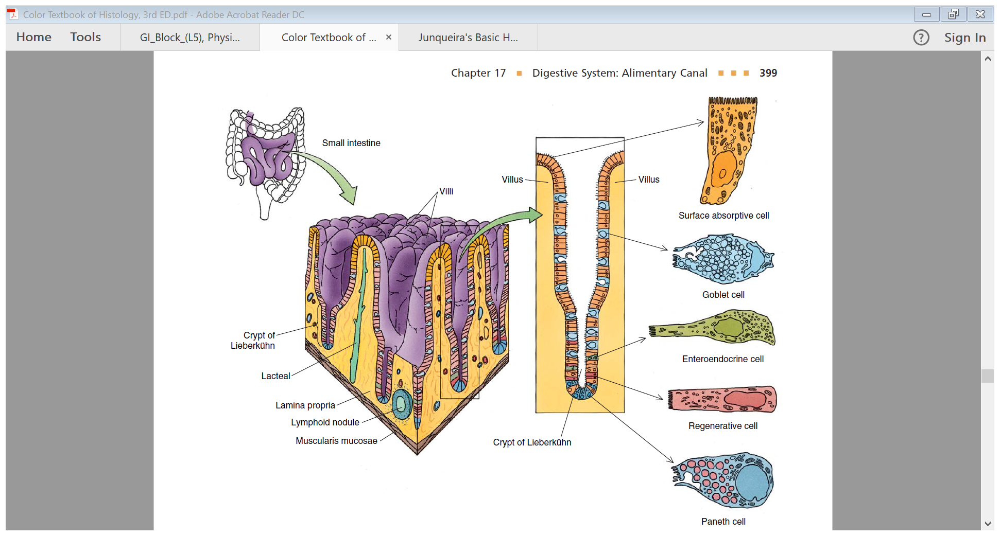 Color Textbook of Histology, 3rd ED.pdf - Adobe Acrobat Reader DC
Home Tools GI_Block_(L5), Physi... Color Textbook of ... × Junqueira's Basic H... ? Sign In
Chapter 17 ■ Digestive System: Alimentary Canal ■ ■ ■ 399
Small intestine
Villi
Crypt of
Lieberkühn
Lacteal
Lamina propria
Lymphoid nodule
Muscularis mucosae
Villus
Villus
Crypt of Lieberkühn
Surface absorptive cell
Goblet cell
Enteroendocrine cell
Regenerative cell
Paneth cell